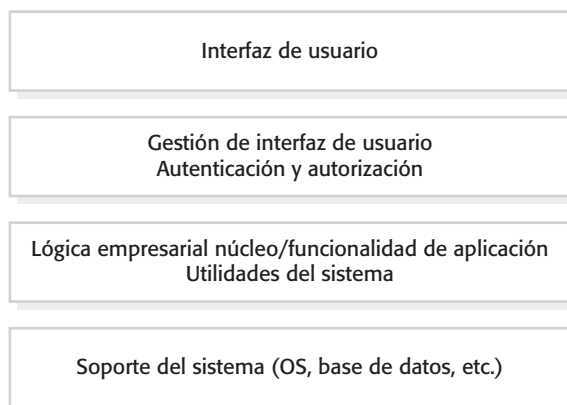 Interfaz de usuario
Gestión de interfaz de usuario
Autenticación y autorización
Lógica empresarial núcleo/funcionalidad de aplicación
Utilidades del sistema
Soporte del sistema (OS, base de datos, etc.)